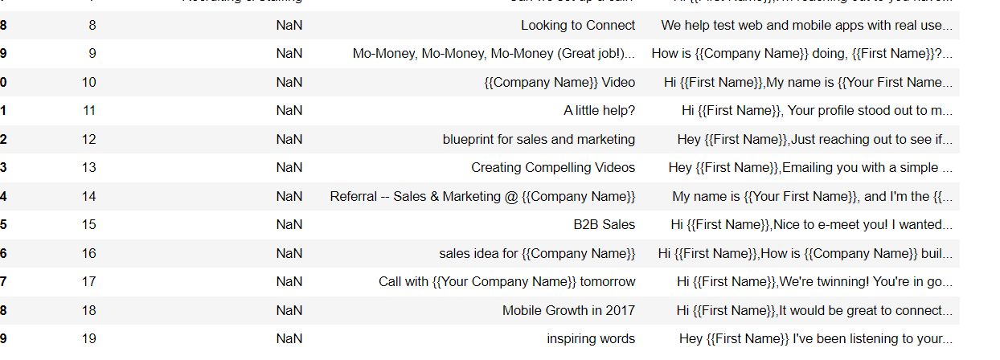 8 8 NaN Looking to Connect We help test web and mobile apps with real use...
9 9 NaN Mo-Money, Mo-Money, Mo-Money (Great job!)... How is {{Company Name}} doing, {{First Name}}?...
0 10 NaN {{Company Name}} Video Hi {{First Name}},My name is {{Your First Name...
1 11 NaN A little help? Hi {{First Name}}, Your profile stood out to m...
2 12 NaN blueprint for sales and marketing Hey {{First Name}},Just reaching out to see if...
3 13 NaN Creating Compelling Videos Hey {{First Name}},Emailing you with a simple ...
4 14 NaN Referral -- Sales & Marketing @ {{Company Name}} My name is {{Your First Name}}, and I'm the {{...
5 15 NaN B2B Sales Hi {{First Name}},Nice to e-meet you! I wanted...
6 16 NaN sales idea for {{Company Name}} Hi {{First Name}},How is {{Company Name}} buil...
7 17 NaN Call with {{Your Company Name}} tomorrow Hi {{First Name}},We're twinning! You're in go...
8 18 NaN Mobile Growth in 2017 Hi {{First Name}},It would be great to connect...
9 19 NaN inspiring words Hey {{First Name}} I've been listening to your...